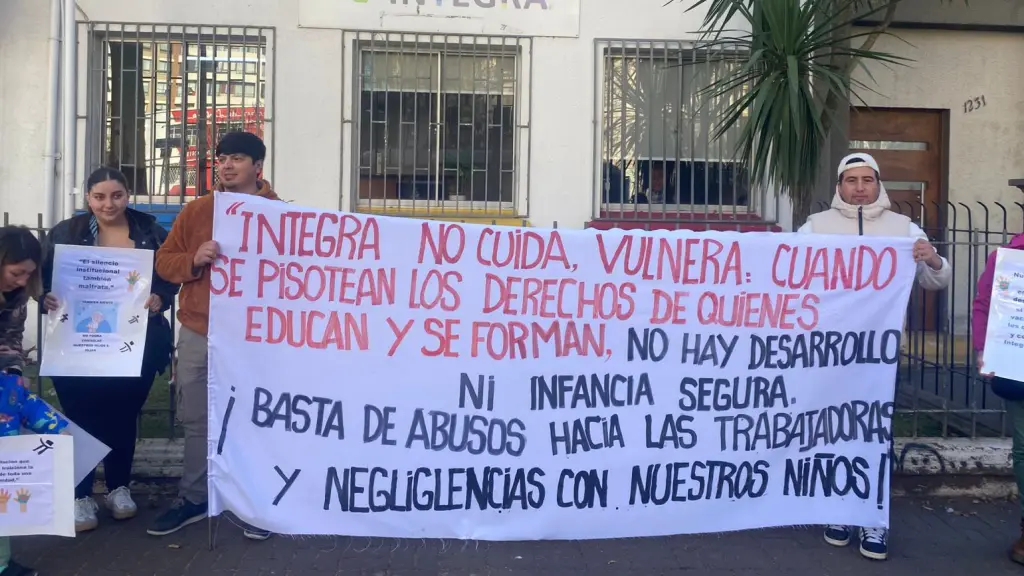 INTEGRA
1231
"INTEGRA NO CUIDA, VULNERA: CUANDO
SE PISOTEAN LOS DERECHOS DE QUIENES
EDUCAN Y SE FORMAN, NO HAY DESARROLLO
NI INFANCIA SEGURA.
¡BASTA DE ABUSOS HACIA LAS TRABAJADORAS
Y NEGLIGLENCIAS CON NUESTROS NIÑOS!
"El silencio
institucional
también
maltrata."